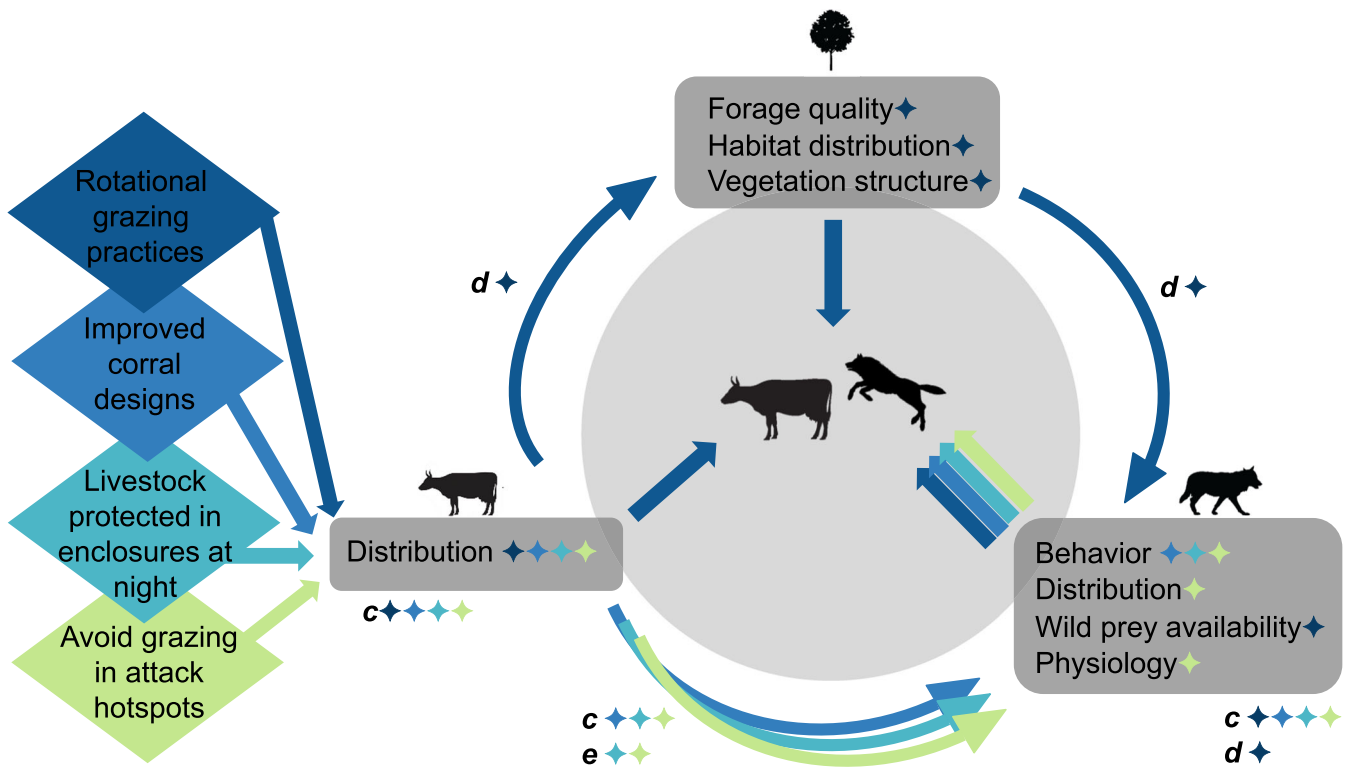 Rotational
grazing
practices
Improved
corral
designs
Livestock
protected in
enclosures at
night
Avoid grazing
in attack
hotspots
Forage quality
Habitat distribution
Vegetation structure
d
d
Distribution
c
Behavior
Distribution
Wild prey availability
Physiology
c
e
c
d